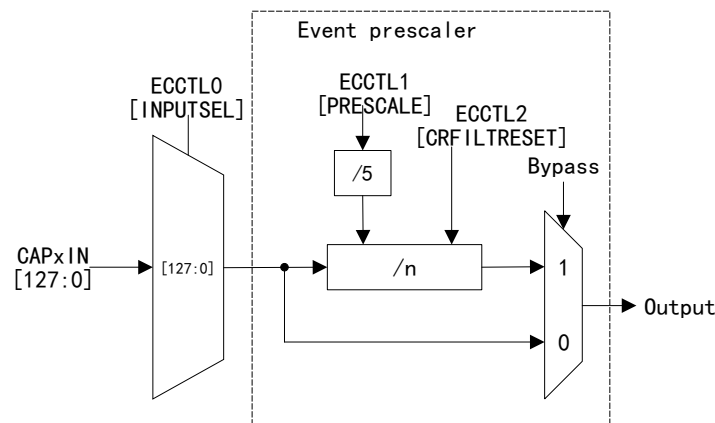 Event prescaler
ECCTL0
[INPUTSEL]
ECCTL1
[PRESCALE]
ECCTL2
[CRFILTRESET]
Bypass
/5
CAPxIN
[127:0]
[127:0]
/n
1
0
Output